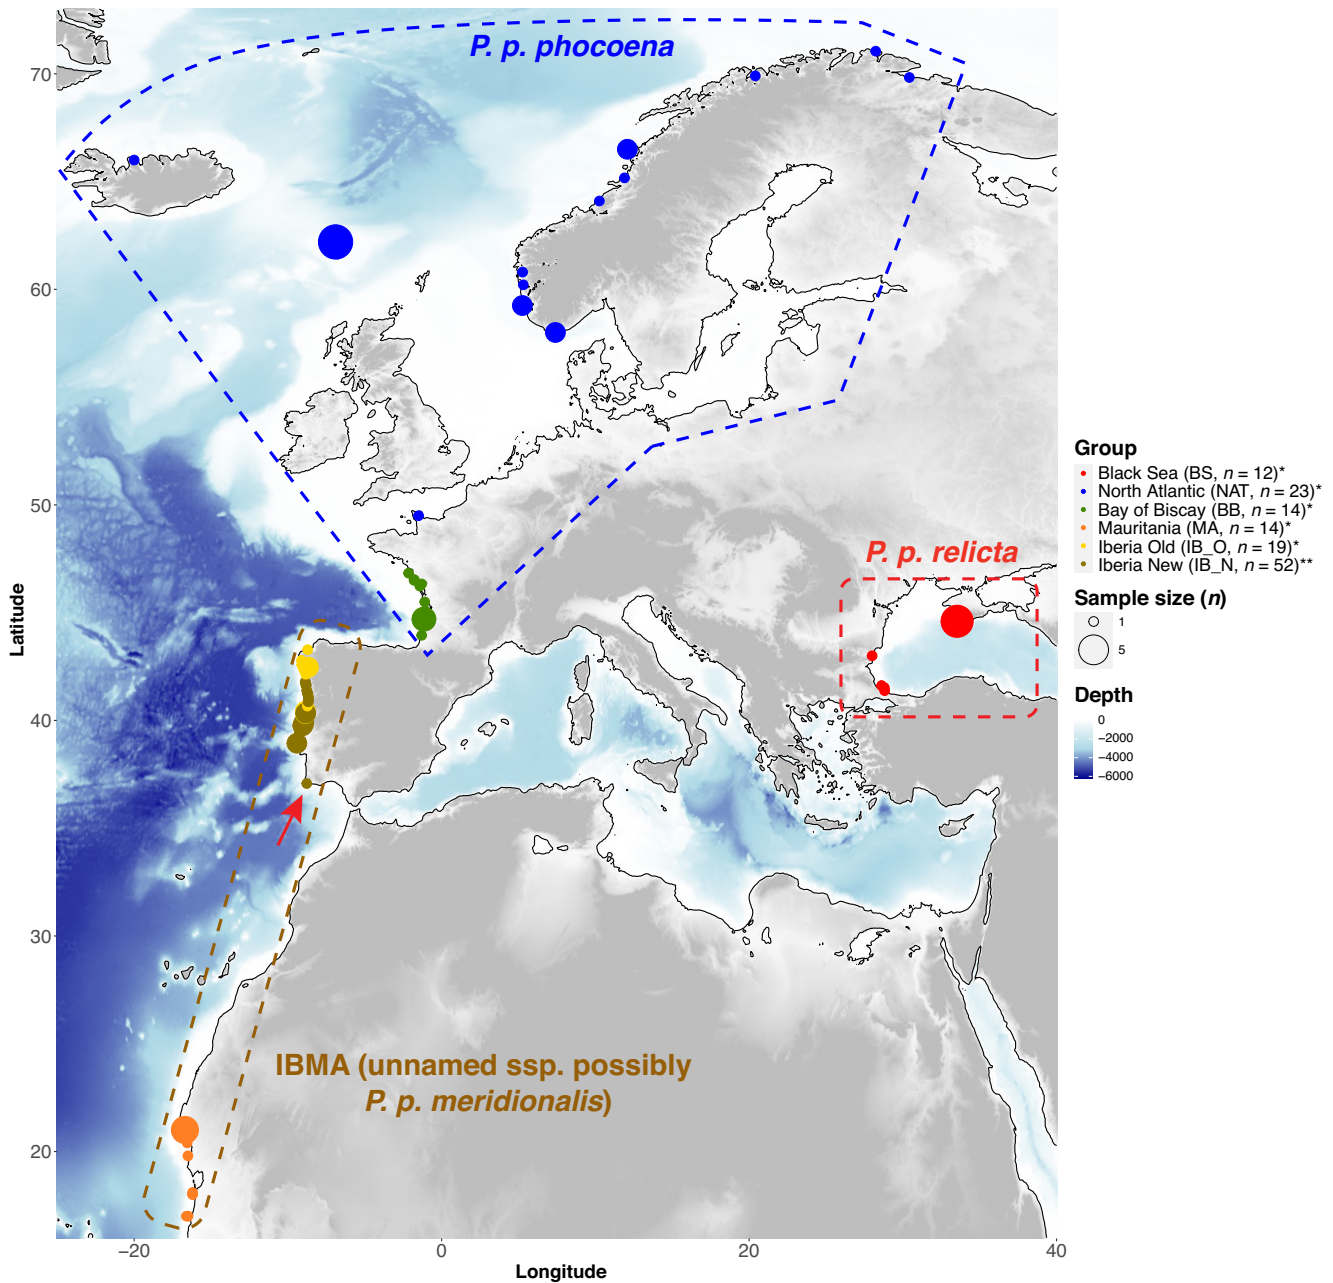 P. p. phocoena
70
60
50
40
30
20
Latitude
P. p. relicta
IBMA (unnamed ssp. possibly
P. p. meridionalis)
−20
0
20
40
Longitude
Group
Black Sea (BS, n = 12)*
North Atlantic (NAT, n = 23)*
Bay of Biscay (BB, n = 14)*
Mauritania (MA, n = 14)*
Iberia Old (IB_O, n = 19)*
Iberia New (IB_N, n = 52)**
Sample size (n)
1
5
Depth
0
−2000
−4000
−6000